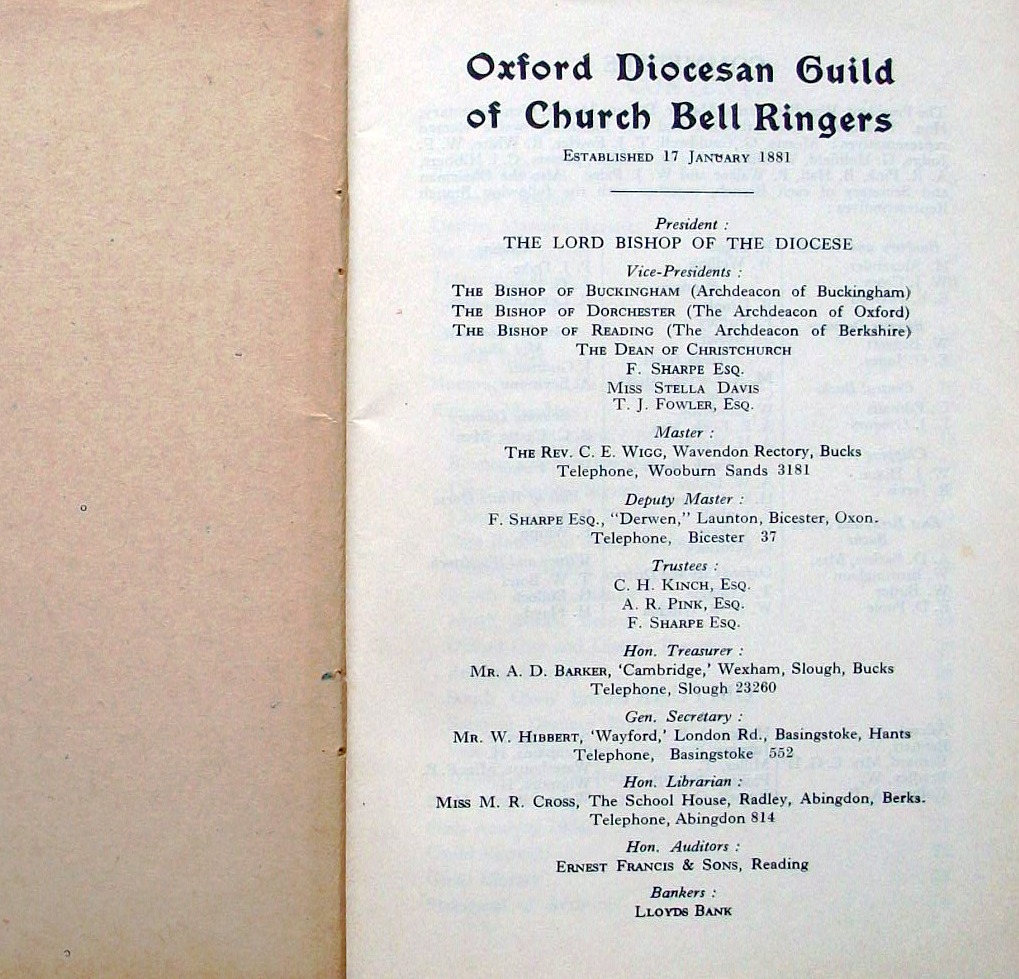 Oxford Diocesan Guild
of Church Bell Ringers
Established 17 January 1881
President :
THE LORD BISHOP OF THE DIOCESE
Vice-Presidents :
The Bishop of Buckingham (Archdeacon of Buckingham)
The Bishop of Dorchester (The Archdeacon of Oxford)
The Bishop of Reading (The Archdeacon of Berkshire)
The Dean of Christchurch
F. Sharpe Esq.
Miss Stella Davis
T. J. Fowler, Esq.
Master :
The Rev. C. E. Wigg, Wavendon Rectory, Bucks
Telephone, Wooburn Sands 3181
Deputy Master :
F. Sharpe Esq., "Derwen," Launton, Bicester, Oxon.
Telephone, Bicester 37
Trustees :
C. H. Kinch, Esq.
A. R. Pink, Esq.
F. Sharpe Esq.
Hon. Treasurer :
Mr. A. D. Barker, 'Cambridge,' Wexham, Slough, Bucks
Telephone, Slough 23260
Gen. Secretary :
Mr. W. Hibbert, 'Wayford,' London Rd., Basingstoke, Hants
Telephone, Basingstoke 552
Hon. Librarian :
Miss M. R. Cross, The School House, Radley, Abingdon, Berks.
Telephone, Abingdon 814
Hon. Auditors :
Ernest Francis & Sons, Reading
Bankers :
Lloyds Bank